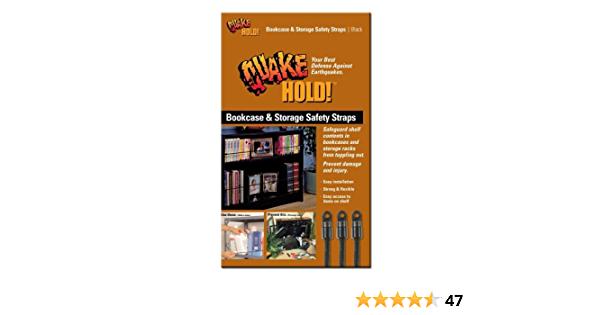 QUAKE HOLD!
Bookcase & Storage Safety Straps | Black
QUAKE
HOLD!
Your Best
Defense Against
Earthquakes.
Bookcase & Storage Safety Straps
Safeguard shelf
contents in
bookcases and
storage racks
from toppling out.
Prevent damage
and injury.
Easy installation
Strong & flexible
Easy access to
items on shelf
47